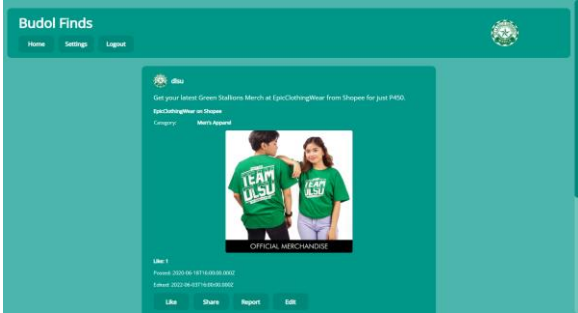 Budol Finds
Home Settings Logout
dlsu
Get your latest Green Stallions Merch at EpicClothingWear from Shopee for just P450.
EpicClothingWear on Shopee
Category: Men's Apparel
TEAM DLSU
TEAM DLSU
OFFICIAL MERCHANDISE
Like: 1
Posted: 2020-06-18T16:00:00.000Z
Edited: 2022-06-03T16:00:00.000Z
Like Share Report Edit